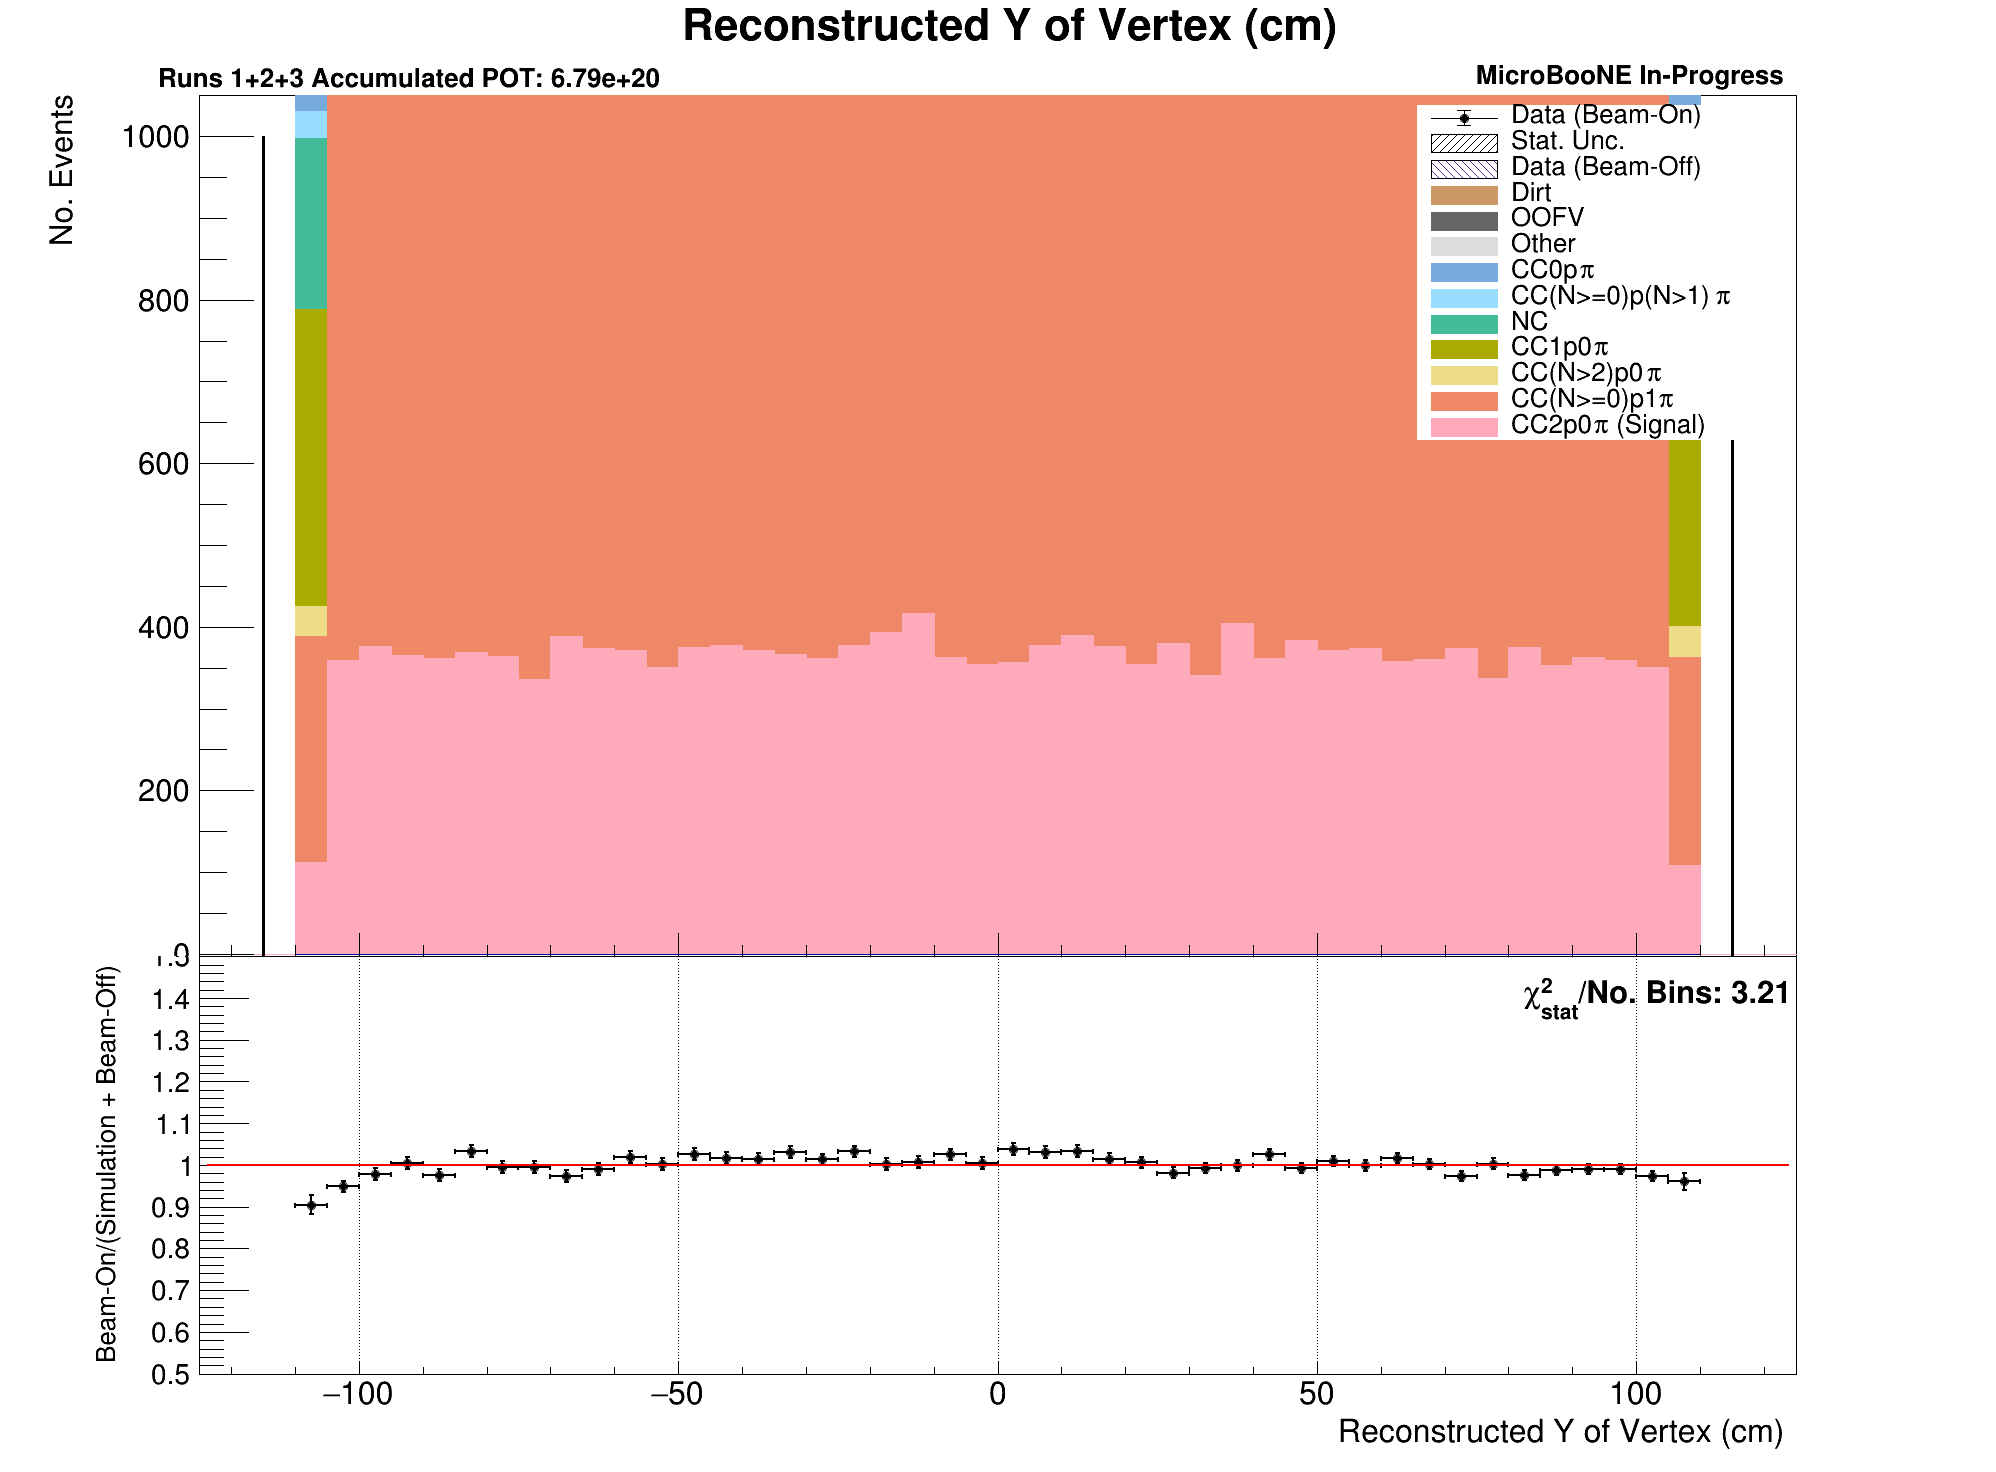 Reconstructed Y of Vertex (cm)
Runs 1+2+3 Accumulated POT: 6.79e+20
MicroBooNE In-Progress
No. Events
1000
800
600
400
200
0
Data (Beam-On)
Stat. Unc.
Data (Beam-Off)
Dirt
OOFV
Other
CC0pπ
CC(N>=0)p(N>1) π
NC
CC1p0π
CC(N>2)p0π
CC(N>=0)p1π
CC2p0π (Signal)
Beam-On/(Simulation + Beam-Off)
χ²stat/No. Bins: 3.21
1.5
1.4
1.3
1.2
1.1
1
0.9
0.8
0.7
0.6
0.5
−100
−50
0
50
100
Reconstructed Y of Vertex (cm)